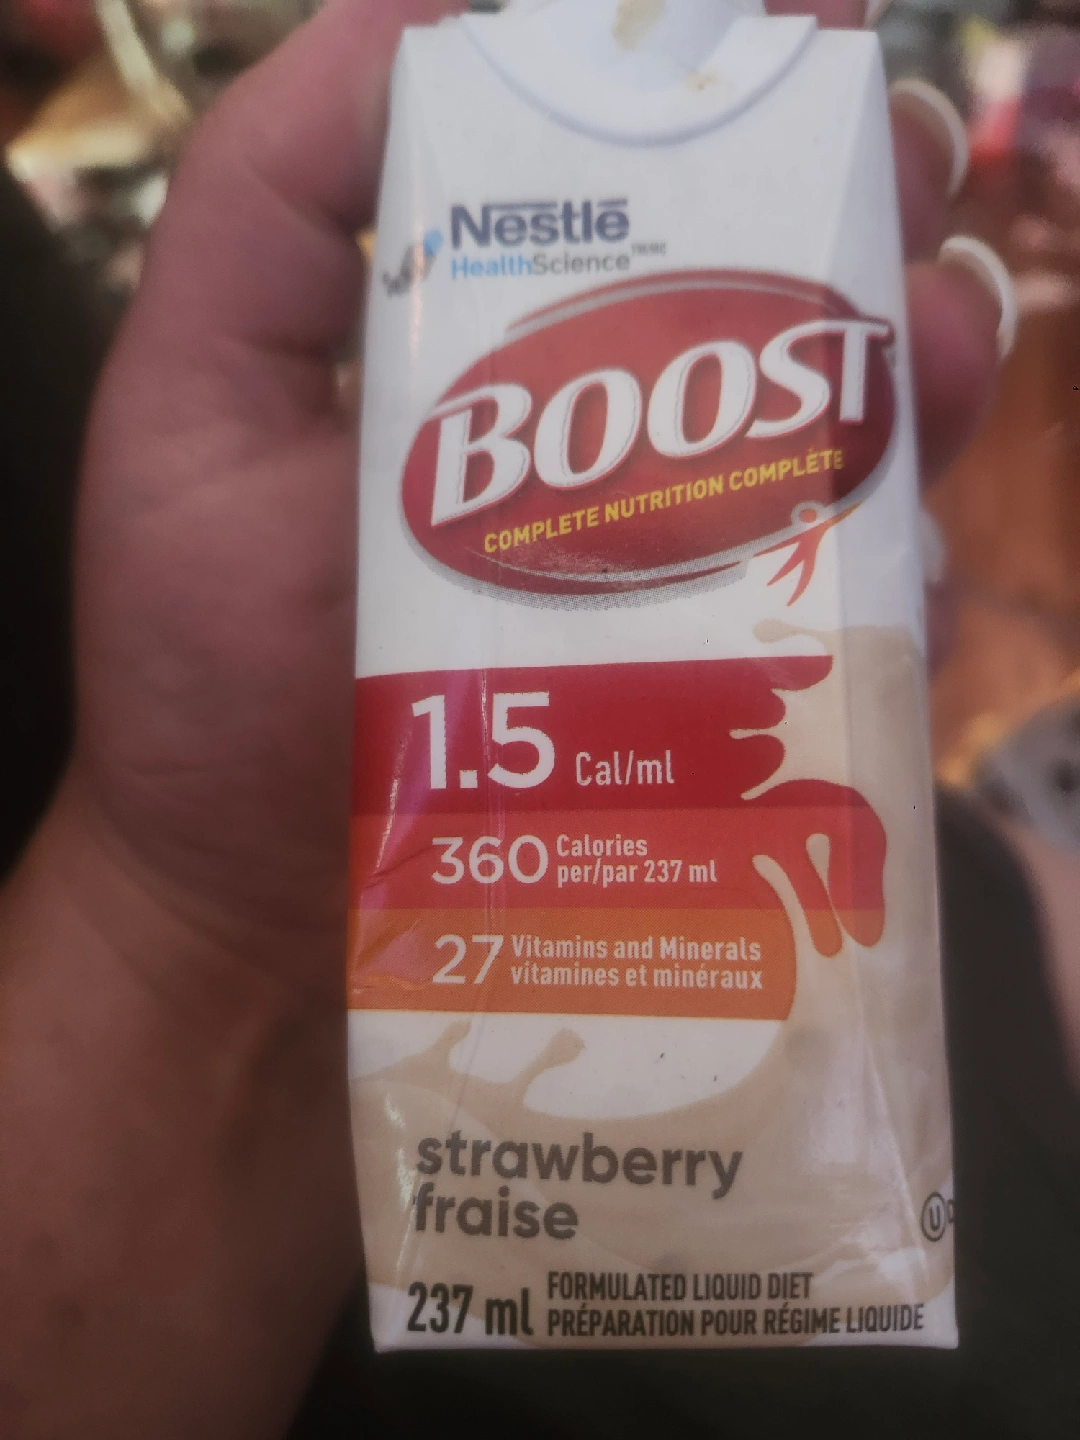 Nestlē
HealthScience
BOOST
COMPLETE NUTRITION COMPLÈTE
1.5 Cal/ml
360 Calories
per/par 237 ml
27 Vitamins and Minerals
vitamines et minéraux
strawberry
fraise
237 ml FORMULATED LIQUID DIET
PRÉPARATION POUR RÉGIME LIQUIDE
U